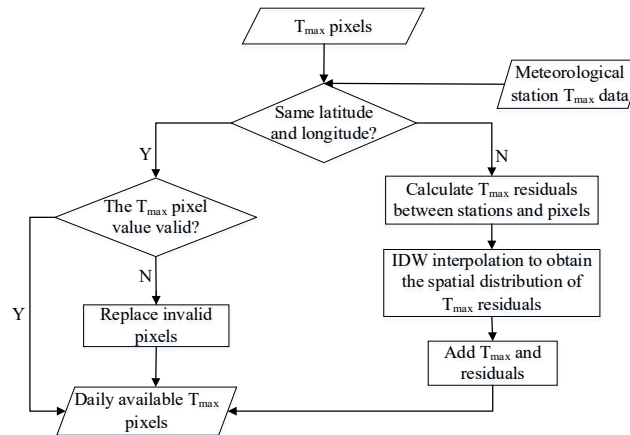 Tmax pixels
Meteorological
station Tmax data
Same latitude
and longitude?
Y
N
The Tmax pixel
value valid?
Calculate Tmax residuals
between stations and pixels
N
Y
IDW interpolation to obtain
the spatial distribution of
Tmax residuals
Replace invalid
pixels
Add Tmax and
residuals
Daily available Tmax
pixels